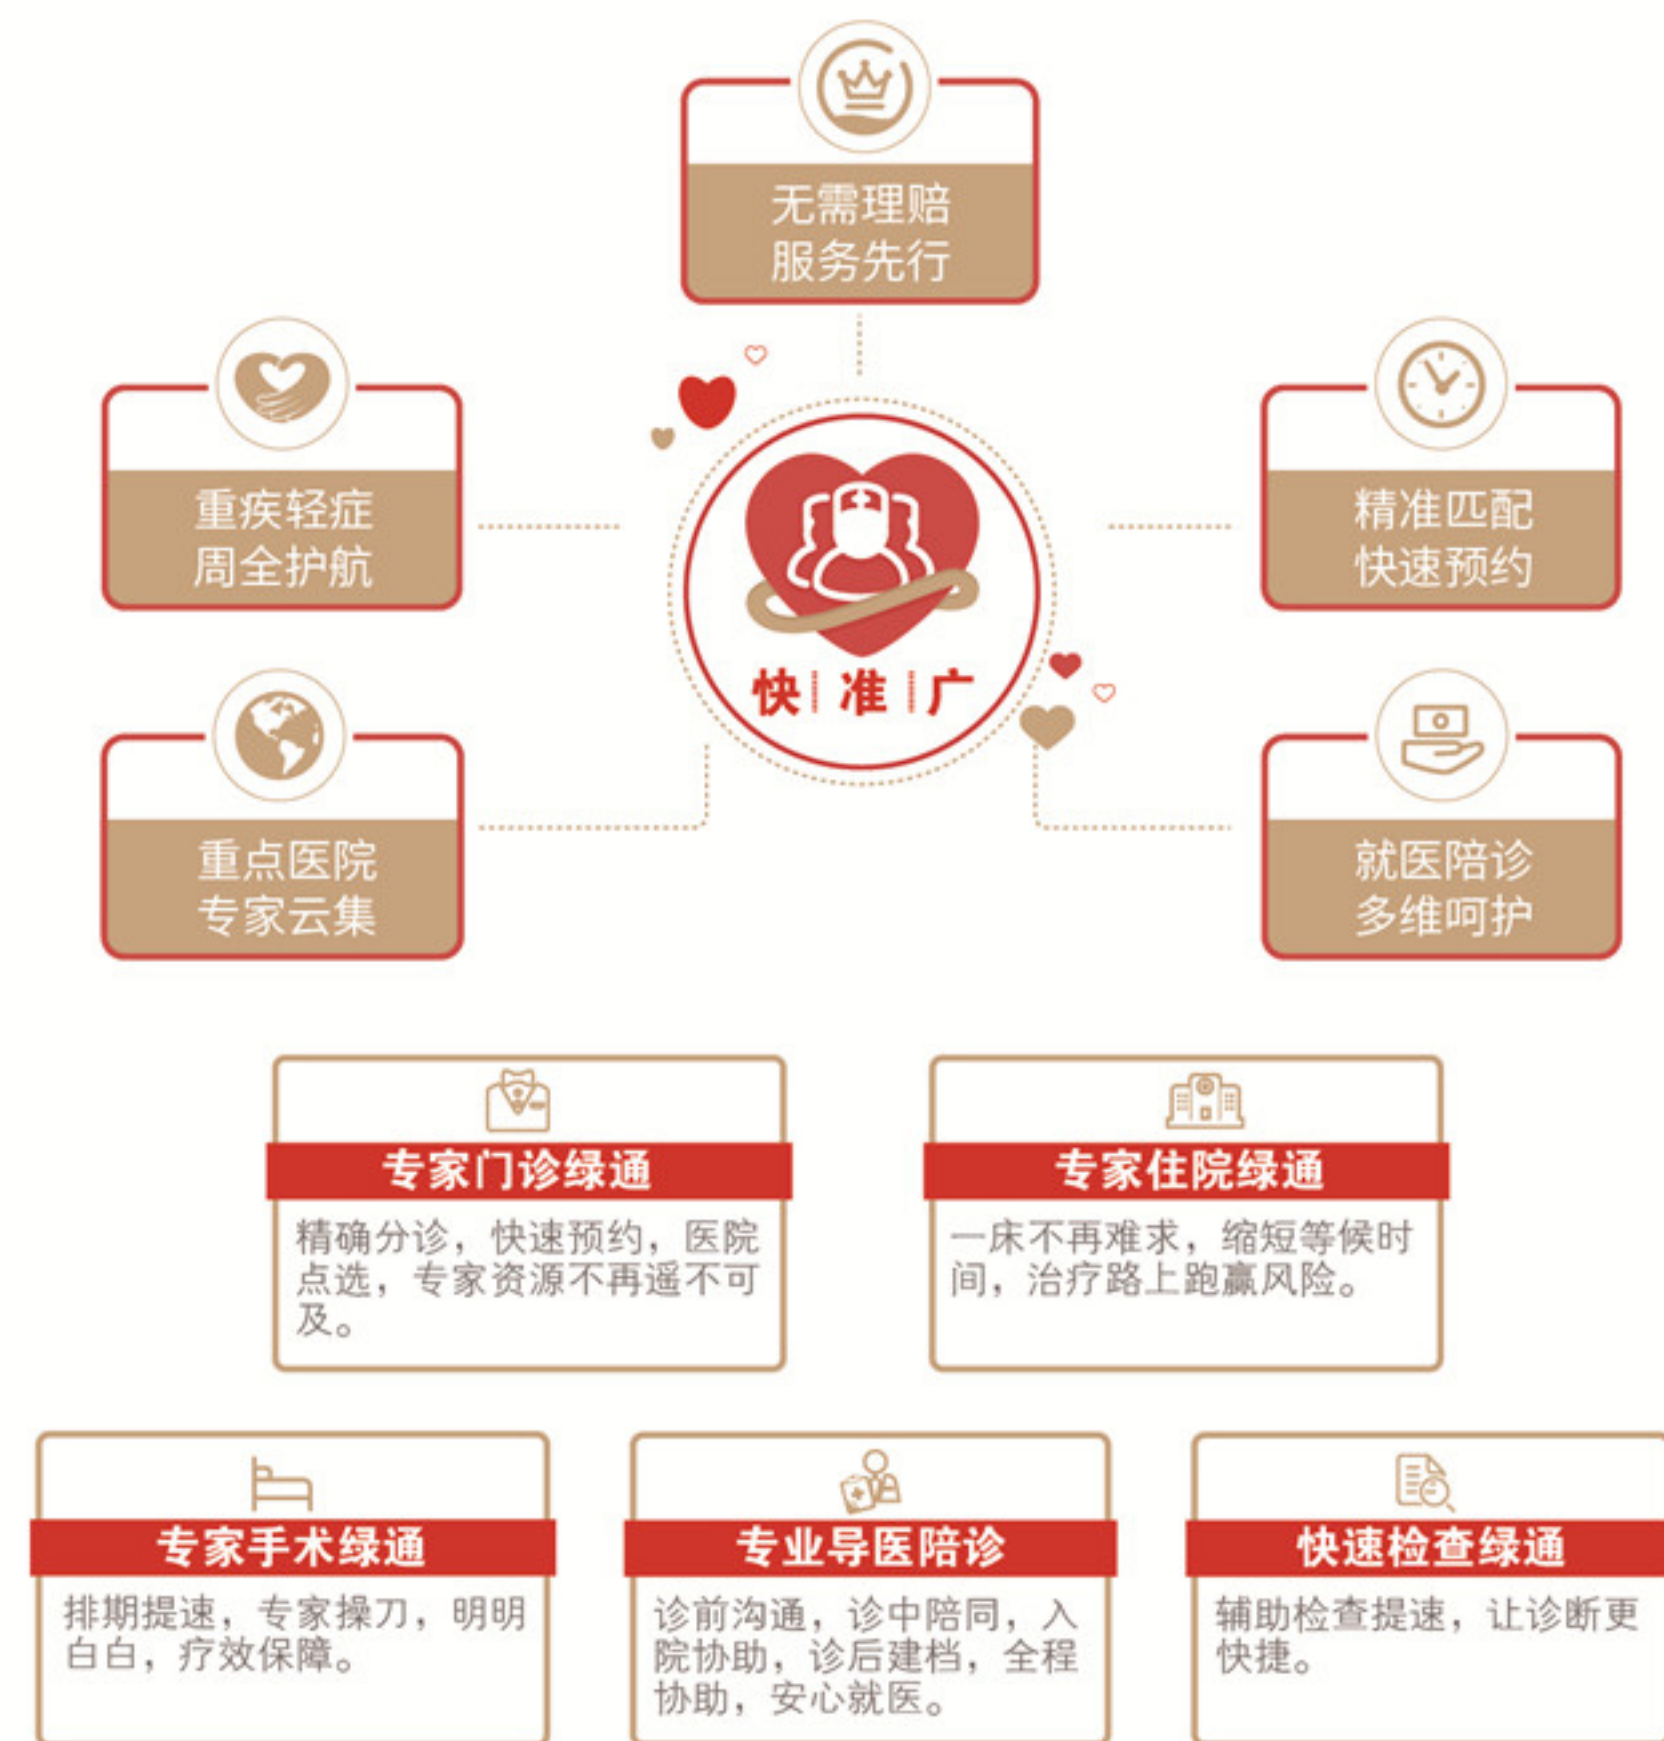 无需理赔
服务先行
重疾轻症
周全护航
精准匹配
快速预约
快 准 广
重点医院
专家云集
就医陪诊
多维呵护
专家门诊绿通
精确分诊，快速预约，医院
点选，专家资源不再遥不可
及。
专家住院绿通
一床不再难求，缩短等候时
间，治疗路上跑赢风险。
专家手术绿通
排期提速，专家操刀，明明
白白，疗效保障。
专业导医陪诊
诊前沟通，诊中陪同，入
院协助，诊后建档，全程
协助，安心就医。
快速检查绿通
辅助检查提速，让诊断更
快捷。